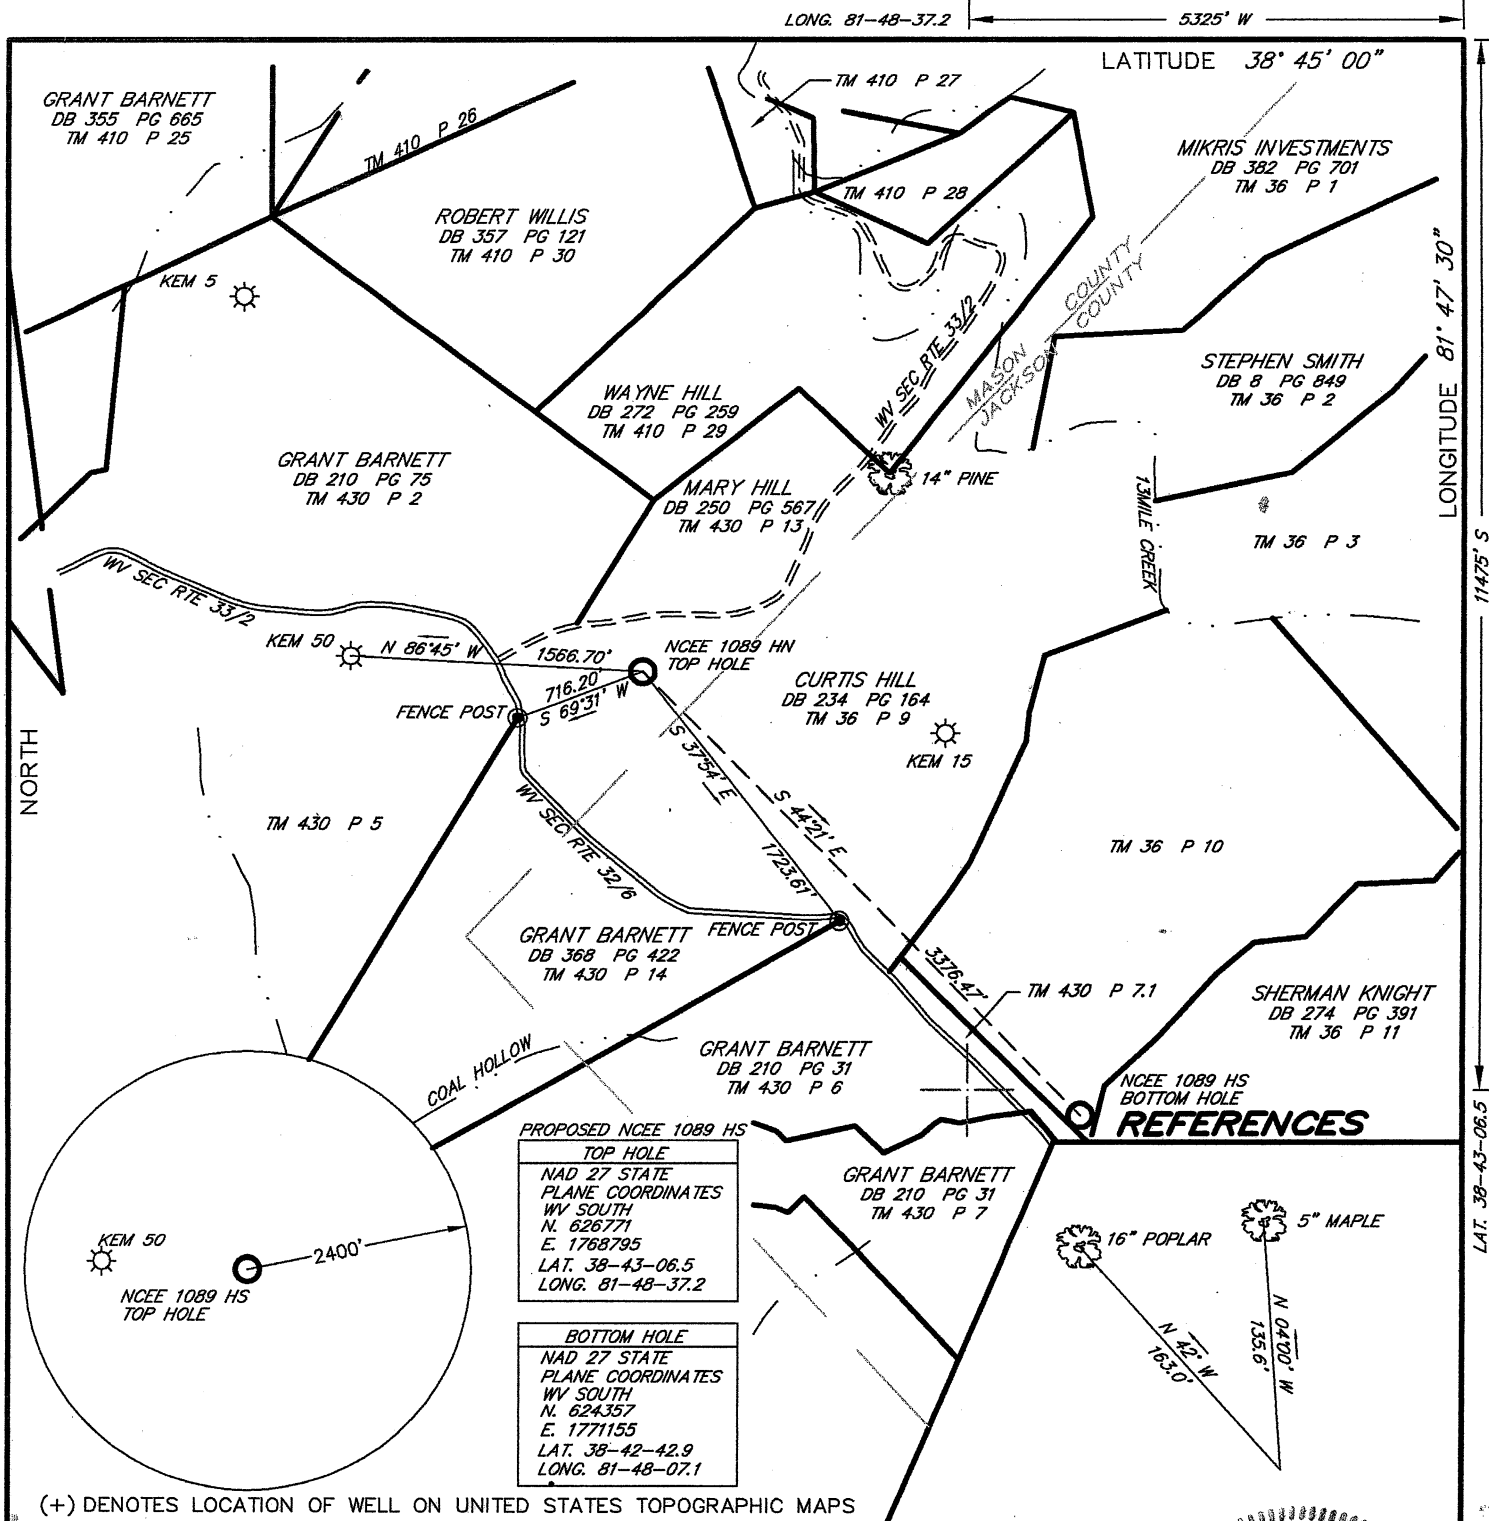 LONG. 81-48-37.2
5325' W
LATITUDE 38° 45' 00"
GRANT BARNETT
DB 355 PG 665
TM 410 P 25
TM 410 P 26
TM 410 P 27
MIKRIS INVESTMENTS
DB 382 PG 701
TM 36 P 1
TM 410 P 28
ROBERT WILLIS
DB 357 PG 121
TM 410 P 30
KEM 5
MASON COUNTY
JACKSON COUNTY
LONGITUDE 81° 47' 30"
WV SEC RTE 33/2
STEPHEN SMITH
DB 8 PG 849
TM 36 P 2
WAYNE HILL
DB 272 PG 259
TM 410 P 29
GRANT BARNETT
DB 210 PG 75
TM 430 P 2
MARY HILL
DB 250 PG 567
TM 430 P 13
14" PINE
13MILE CREEK
TM 36 P 3
11475' S
WV SEC RTE 33/2
KEM 50
N 86°45' W
1566.70'
NCEE 1089 HN
TOP HOLE
716.20'
S 69°31' W
FENCE POST
CURTIS HILL
DB 234 PG 164
TM 36 P 9
KEM 15
NORTH
S 37°54' E
1723.61'
S 44°21' E
3376.47'
TM 430 P 5
WV SEC RTE 32/6
TM 36 P 10
GRANT BARNETT
DB 368 PG 422
TM 430 P 14
FENCE POST
TM 430 P 7.1
SHERMAN KNIGHT
DB 274 PG 391
TM 36 P 11
COAL HOLLOW
GRANT BARNETT
DB 210 PG 31
TM 430 P 6
NCEE 1089 HS
BOTTOM HOLE
REFERENCES
LAT. 38-43-06.5
PROPOSED NCEE 1089 HS
TOP HOLE
NAD 27 STATE
PLANE COORDINATES
WV SOUTH
N. 626771
E. 1768795
LAT. 38-43-06.5
LONG. 81-48-37.2
GRANT BARNETT
DB 210 PG 31
TM 430 P 7
16" POPLAR
5" MAPLE
N 42° W
163.0'
N 04°00' W
135.6'
KEM 50
2400'
NCEE 1089 HS
TOP HOLE
BOTTOM HOLE
NAD 27 STATE
PLANE COORDINATES
WV SOUTH
N. 624357
E. 1771155
LAT. 38-42-42.9
LONG. 81-48-07.1
(+) DENOTES LOCATION OF WELL ON UNITED STATES TOPOGRAPHIC MAPS